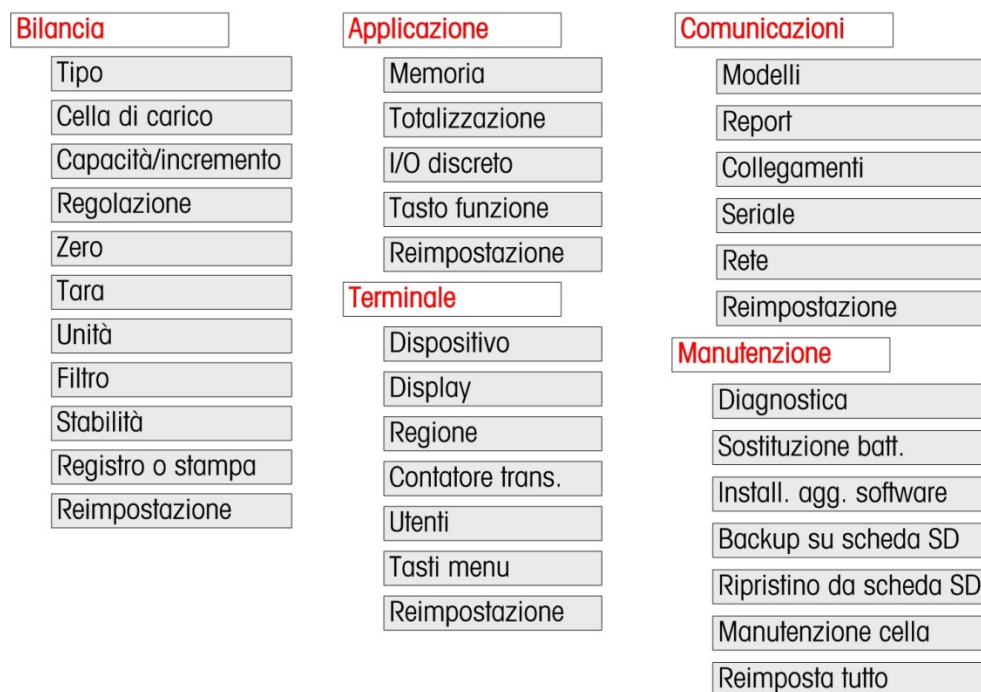 Bilancia
Tipo
Cella di carico
Capacità/incremento
Regolazione
Zero
Tara
Unità
Filtro
Stabilità
Registro o stampa
Reimpostazione
Applicazione
Memoria
Totalizzazione
I/O discreto
Tasto funzione
Reimpostazione
Terminale
Dispositivo
Display
Regione
Contatore trans.
Utenti
Tasti menu
Reimpostazione
Comunicazioni
Modelli
Report
Collegamenti
Seriale
Rete
Reimpostazione
Manutenzione
Diagnostica
Sostituzione batt.
Install. agg. software
Backup su scheda SD
Ripristino da scheda SD
Manutenzione cella
Reimposta tutto